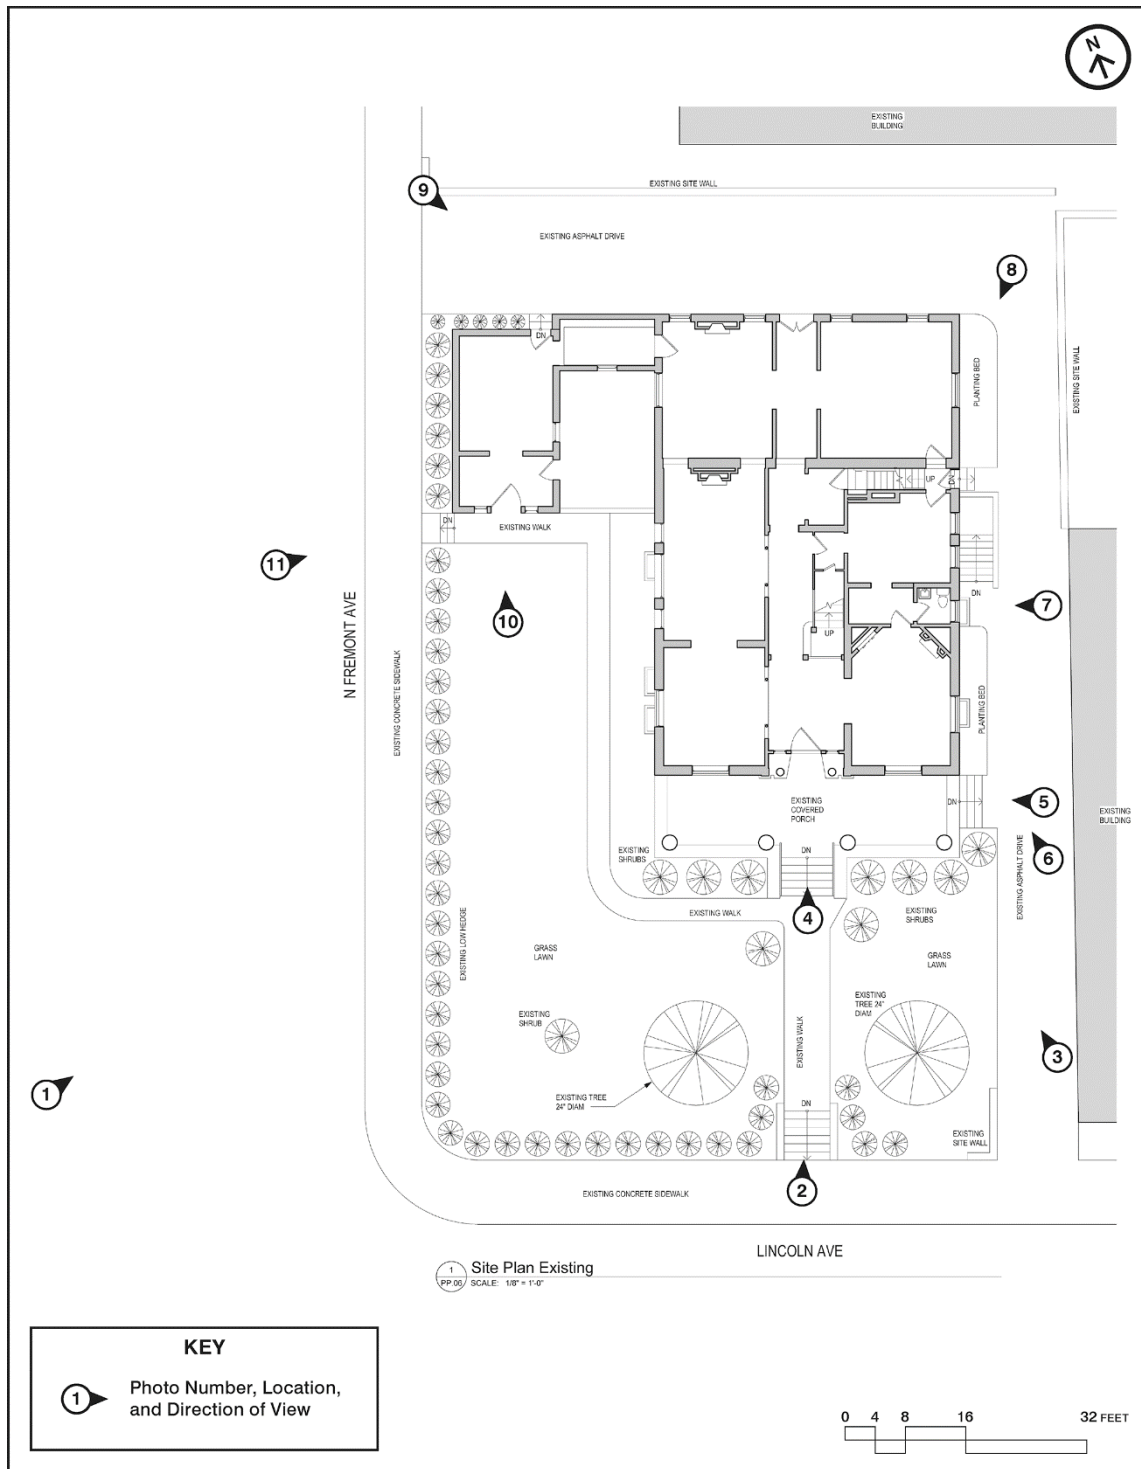 N
EXISTING
BUILDING
EXISTING SITE WALL
9
EXISTING ASPHALT DRIVE
8
DN
PLANTING BED
EXISTING SITE WALL
UP
DN
DN
EXISTING WALK
11
DN
7
10
UP
N FREMONT AVE
EXISTING CONCRETE SIDEWALK
PLANTING BED
EXISTING
COVERED
PORCH
DN
5
EXISTING
BUILDING
EXISTING
SHRUBS
DN
6
EXISTING ASPHALT DRIVE
EXISTING WALK
4
EXISTING
SHRUBS
EXISTING LOW HEDGE
GRASS
LAWN
GRASS
LAWN
EXISTING
SHRUB
EXISTING
TREE 24"
DIAM
EXISTING WALK
3
1
EXISTING TREE
24" DIAM
DN
EXISTING
SITE WALL
2
EXISTING CONCRETE SIDEWALK
LINCOLN AVE
1
PP.06
Site Plan Existing
SCALE: 1/8" = 1'-0"
KEY
1
Photo Number, Location,
and Direction of View
0 4 8 16 32 FEET